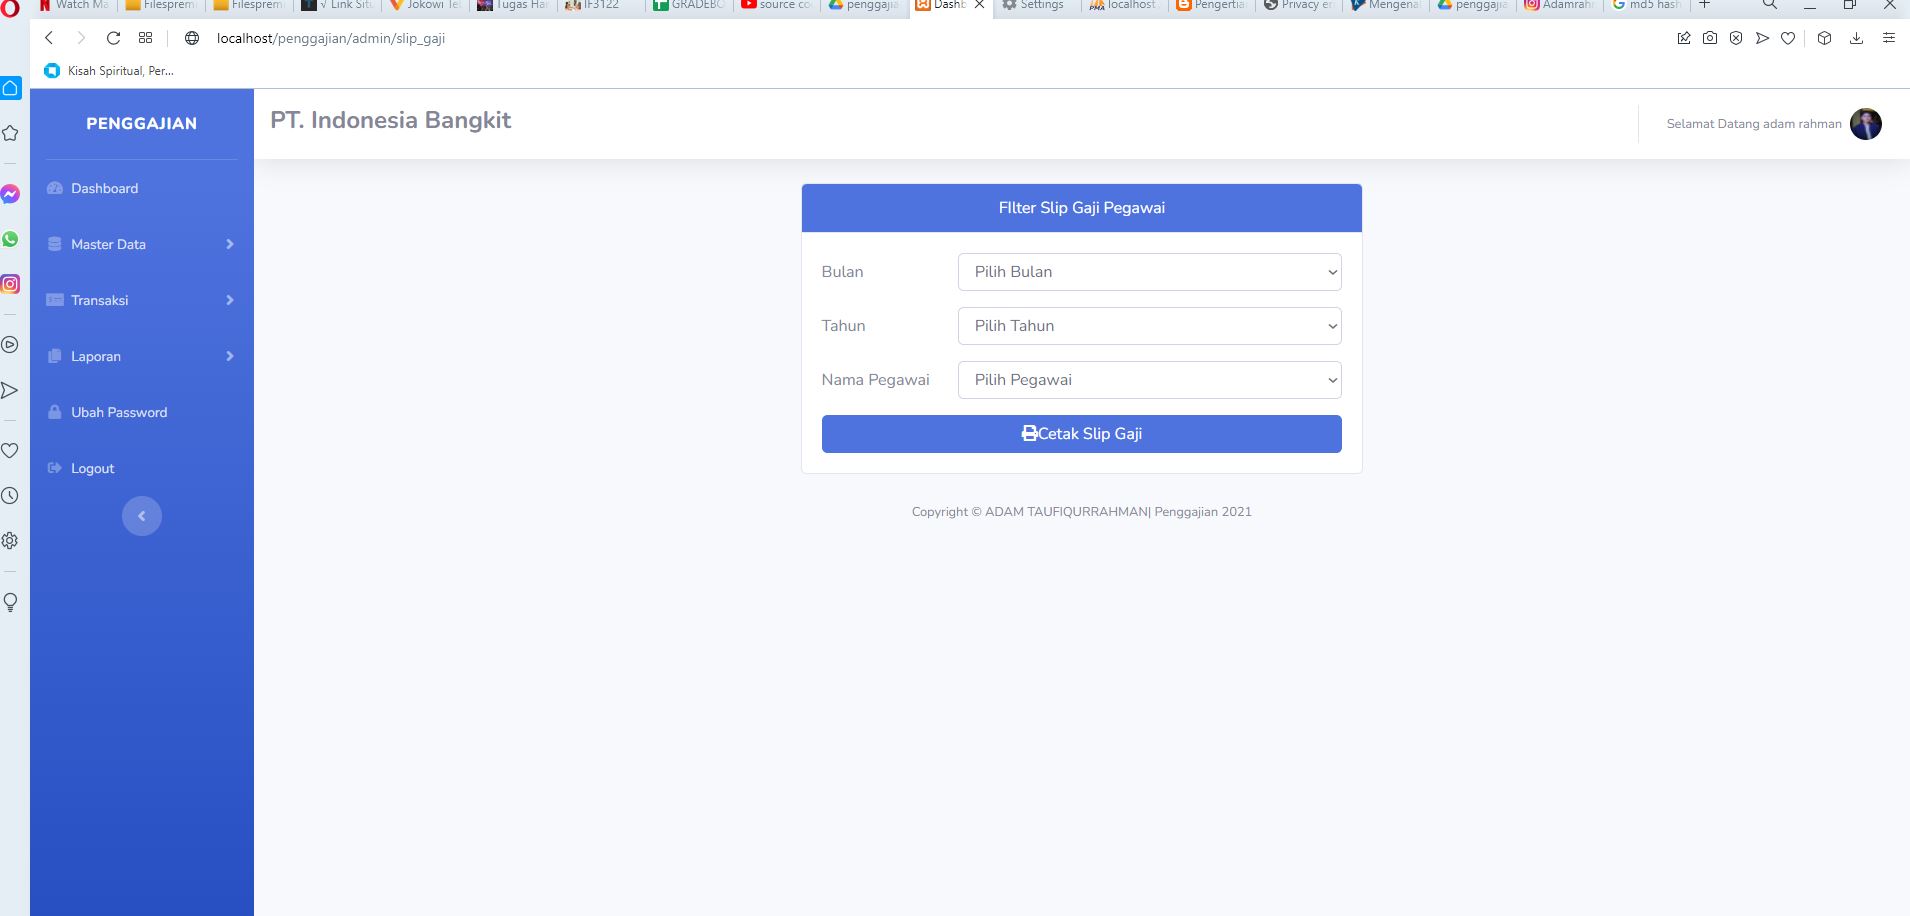 Watch Ma
Filesprem
Filesprem
√ Link Situ
Jokowi Tel
Tugas Har
IF3122
GRADEBO
source co
penggajia
Dashb
Settings
localhost
Pengertia
Privacy er
Mengenal
penggajia
Adamrahm
md5 hash
localhost/penggajian/admin/slip_gaji
Kisah Spiritual, Per...
PENGGAJIAN
PT. Indonesia Bangkit
Selamat Datang adam rahman
Dashboard
Master Data
Transaksi
Laporan
Ubah Password
Logout
FIlter Slip Gaji Pegawai
Bulan
Pilih Bulan
Tahun
Pilih Tahun
Nama Pegawai
Pilih Pegawai
Cetak Slip Gaji
Copyright © ADAM TAUFIQURRAHMAN| Penggajian 2021